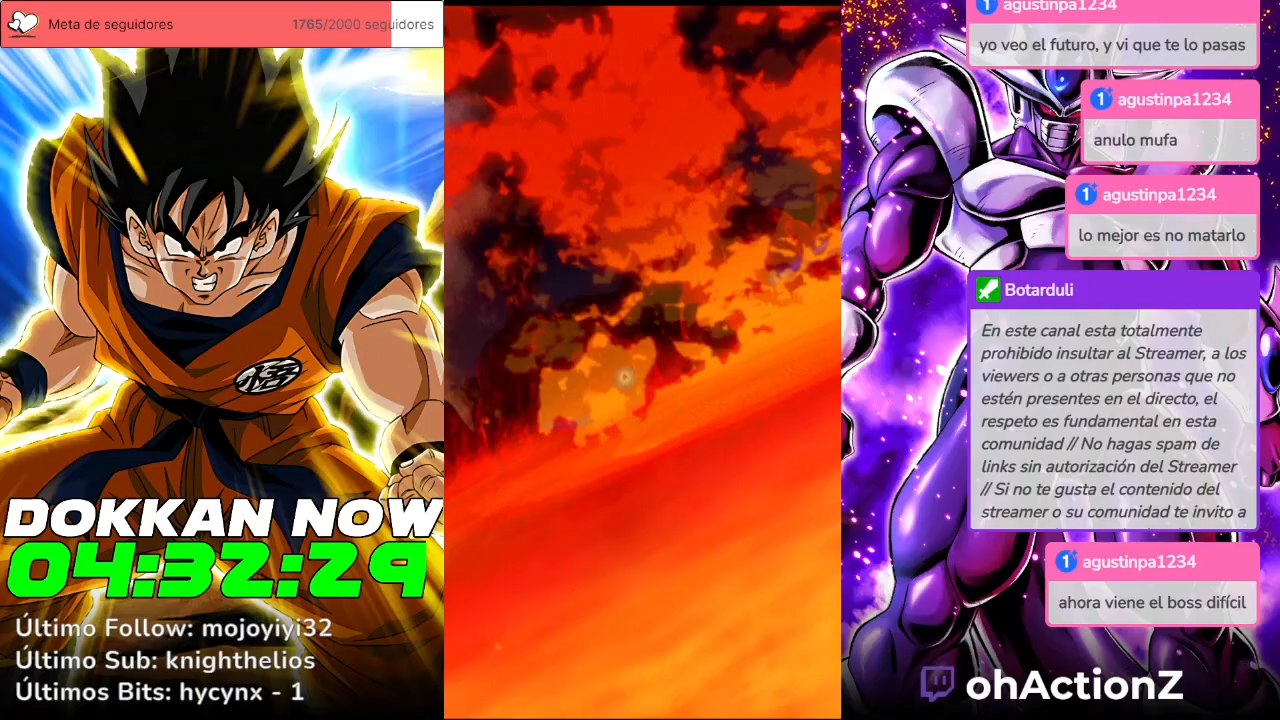 Meta de seguidores
1765/2000 seguidores
DOKKAN NOW
04:32:29
Último Follow: mojoyiyi32
Último Sub: knighthelios
Últimos Bits: hycynx - 1
1 agustinpa1234
yo veo el futuro, y vi que te lo pasas
1 agustinpa1234
anulo mufa
1 agustinpa1234
lo mejor es no matarlo
Botarduli
En este canal esta totalmente
prohibido insultar al Streamer, a los
viewers o a otras personas que no
estén presentes en el directo, el
respeto es fundamental en esta
comunidad // No hagas spam de
links sin autorización del Streamer
// Si no te gusta el contenido del
streamer o su comunidad te invito a
1 agustinpa1234
ahora viene el boss difícil
ohActionZ